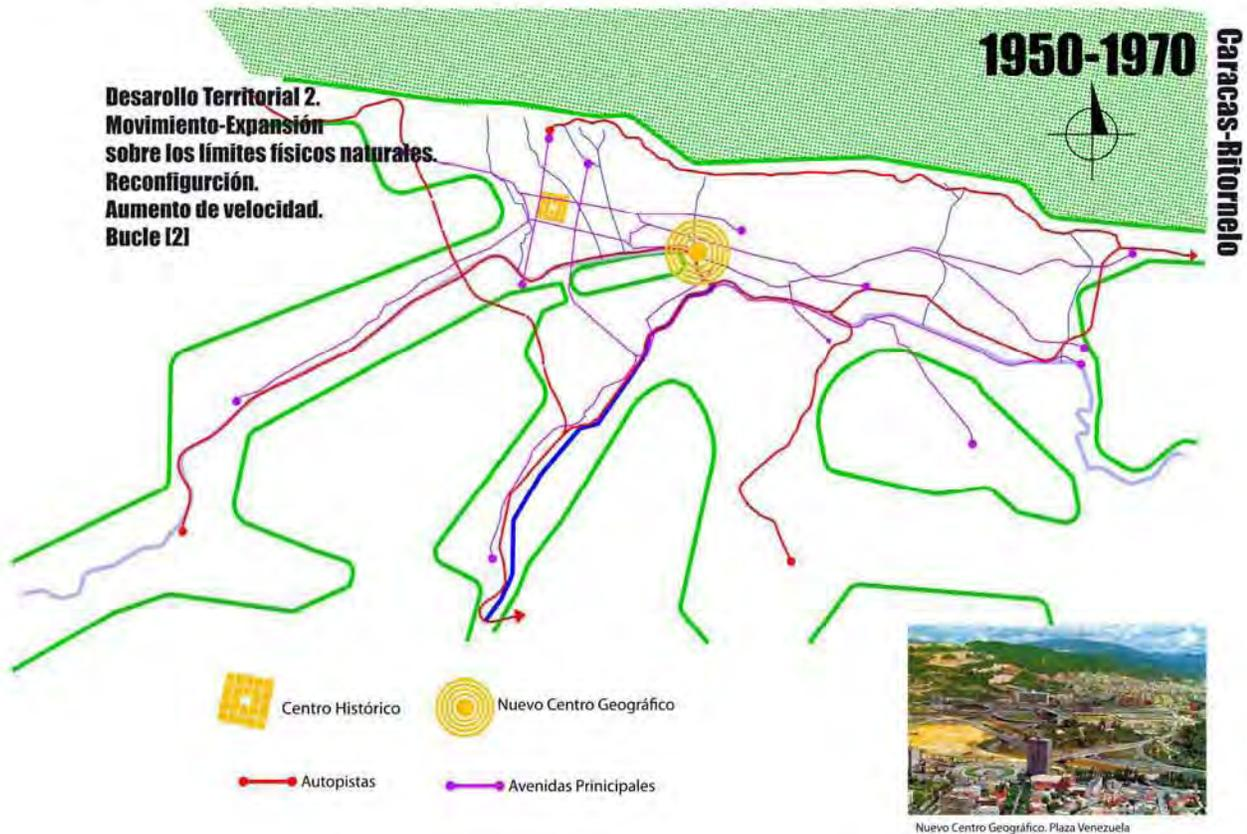 1950-1970
Caracas-Ritornelo
Desarollo Territorial 2.
Movimiento-Expansión
sobre los límites físicos naturales.
Reconfigurción.
Aumento de velocidad.
Bucle [2]
Centro Histórico
Nuevo Centro Geográfico
Autopistas
Avenidas Prinicipales
Nuevo Centro Geográfico. Plaza Venezuela